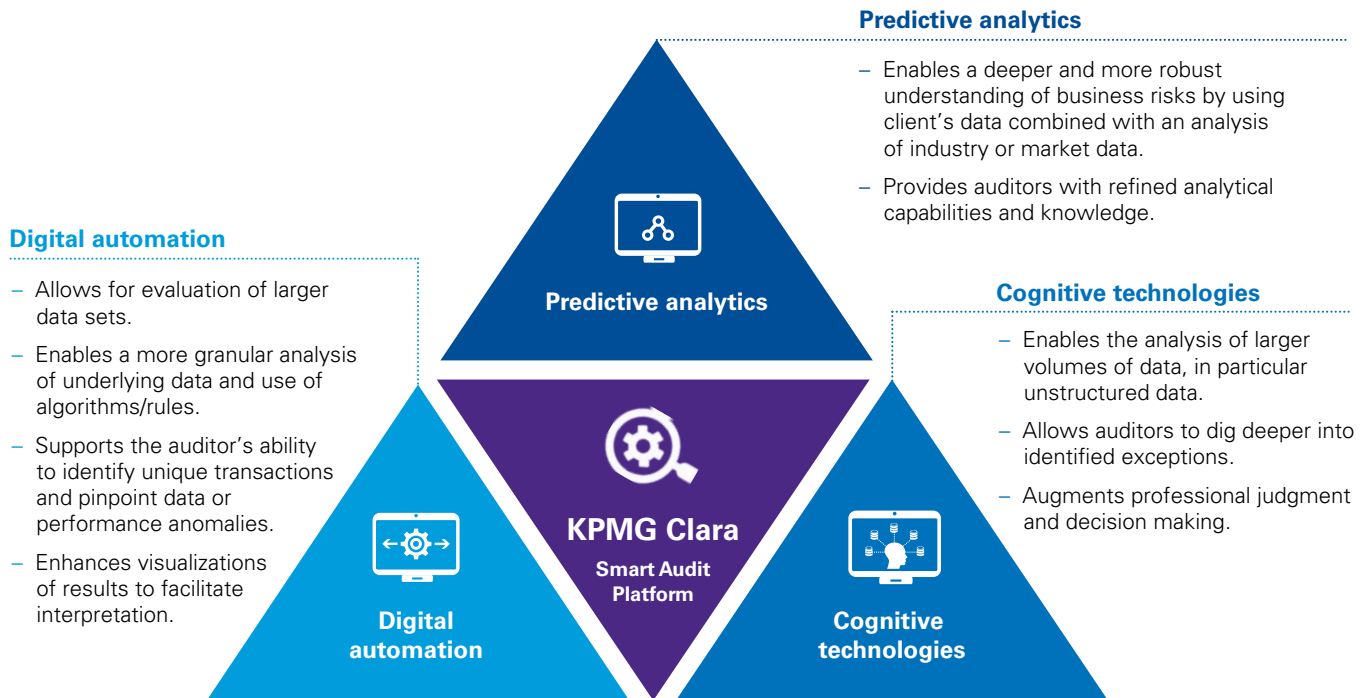 Predictive analytics
– Enables a deeper and more robust
understanding of business risks by using
client’s data combined with an analysis
of industry or market data.
– Provides auditors with refined analytical
capabilities and knowledge.
Digital automation
– Allows for evaluation of larger
data sets.
– Enables a more granular analysis
of underlying data and use of
algorithms/rules.
– Supports the auditor’s ability
to identify unique transactions
and pinpoint data or
performance anomalies.
– Enhances visualizations
of results to facilitate
interpretation.
Predictive analytics
Cognitive technologies
– Enables the analysis of larger
volumes of data, in particular
unstructured data.
– Allows auditors to dig deeper into
identified exceptions.
– Augments professional judgment
and decision making.
KPMG Clara
Smart Audit
Platform
Digital
automation
Cognitive
technologies